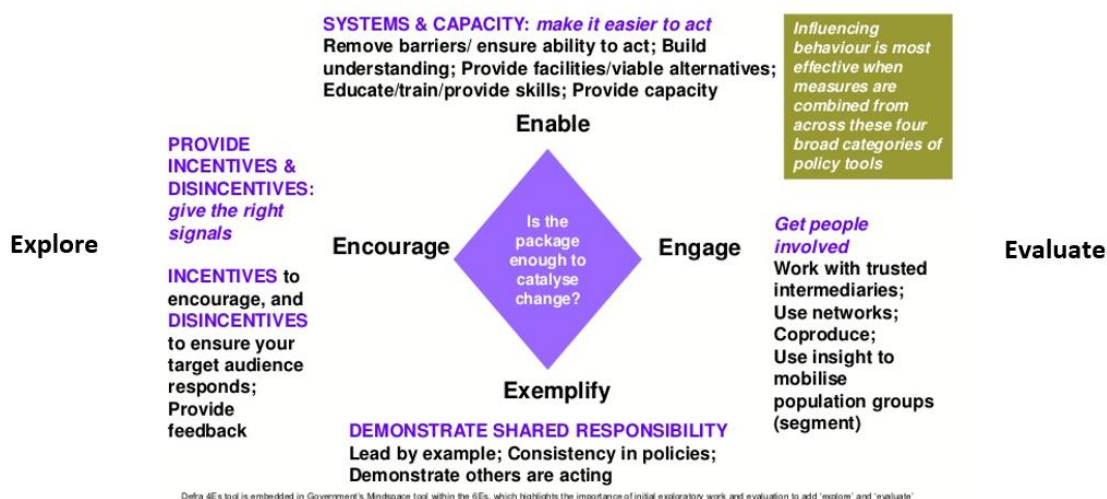 SYSTEMS & CAPACITY: make it easier to act
Remove barriers/ ensure ability to act; Build
understanding; Provide facilities/viable alternatives;
Educate/train/provide skills; Provide capacity
Influencing
behaviour is most
effective when
measures are
combined from
across these four
broad categories of
policy tools
Enable
PROVIDE
INCENTIVES &
DISINCENTIVES:
give the right
signals
INCENTIVES to
encourage, and
DISINCENTIVES
to ensure your
target audience
responds;
Provide
feedback
Explore
Encourage
Is the
package
enough to
catalyse
change?
Engage
Get people
involved
Work with trusted
intermediaries;
Use networks;
Coproduce;
Use insight to
mobilise
population groups
(segment)
Evaluate
Exemplify
DEMONSTRATE SHARED RESPONSIBILITY
Lead by example; Consistency in policies;
Demonstrate others are acting
Defra 4Es tool is embedded in Government's Mindspace tool within the 6Es, which highlights the importance of initial exploratory work and evaluation to add 'explore' and 'evaluate'